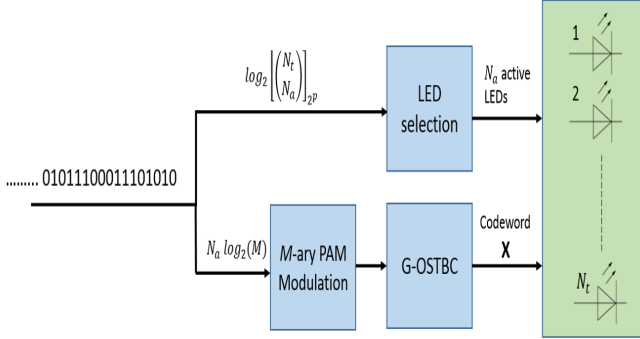 log₂[(Nₜ Nₐ)]₂ᵖ
LED
selection
Nₐ active
LEDs
1
2
......... 01011100011101010
Nₐ log₂(M)
M-ary PAM
Modulation
G-OSTBC
Codeword
X
Nₜ